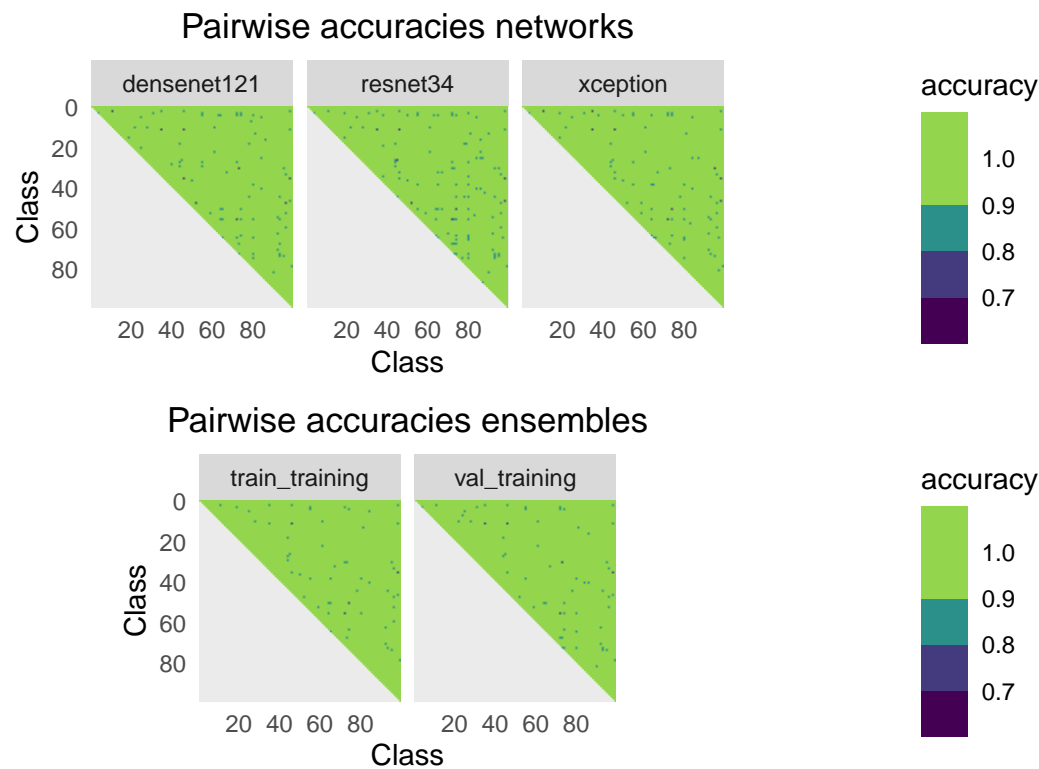 Pairwise accuracies networks
densenet121 resnet34 xception
accuracy
0
20
40
60
80
Class
20 40 60 80 20 40 60 80 20 40 60 80
Class
1.0
0.9
0.8
0.7
Pairwise accuracies ensembles
train_training val_training
accuracy
0
20
40
60
80
Class
20 40 60 80 20 40 60 80
Class
1.0
0.9
0.8
0.7